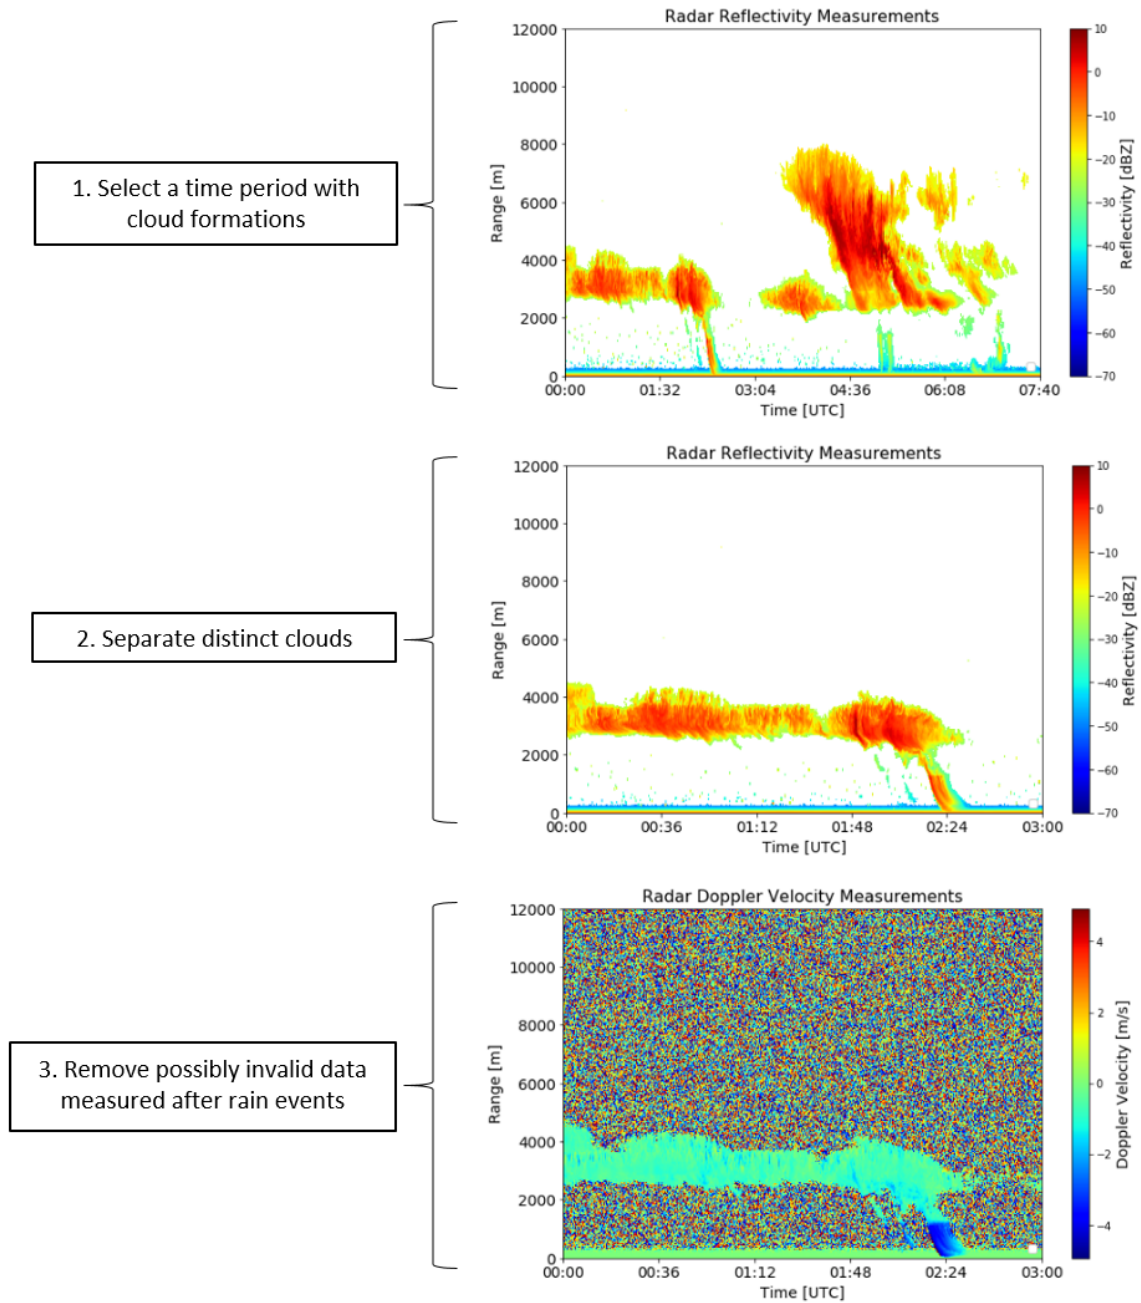 Radar Reflectivity Measurements
12000
10000
8000
6000
4000
2000
0
Range [m]
00:00 01:32 03:04 04:36 06:08 07:40
Time [UTC]
10
0
−10
−20
−30
−40
−50
−60
−70
Reflectivity [dBZ]
1. Select a time period with
cloud formations
Radar Reflectivity Measurements
12000
10000
8000
6000
4000
2000
0
Range [m]
00:00 00:36 01:12 01:48 02:24 03:00
Time [UTC]
10
0
−10
−20
−30
−40
−50
−60
−70
Reflectivity [dBZ]
2. Separate distinct clouds
Radar Doppler Velocity Measurements
12000
10000
8000
6000
4000
2000
0
Range [m]
00:00 00:36 01:12 01:48 02:24 03:00
Time [UTC]
4
2
0
−2
−4
Doppler Velocity [m/s]
3. Remove possibly invalid data
measured after rain events